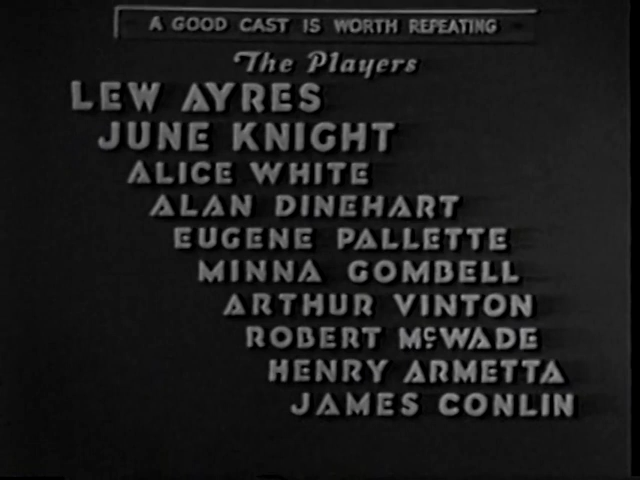 A GOOD CAST IS WORTH REPEATING
The Players
LEW AYRES
JUNE KNIGHT
ALICE WHITE
ALAN DINEHART
EUGENE PALLETTE
MINNA GOMBELL
ARTHUR VINTON
ROBERT McWADE
HENRY ARMETTA
JAMES CONLIN